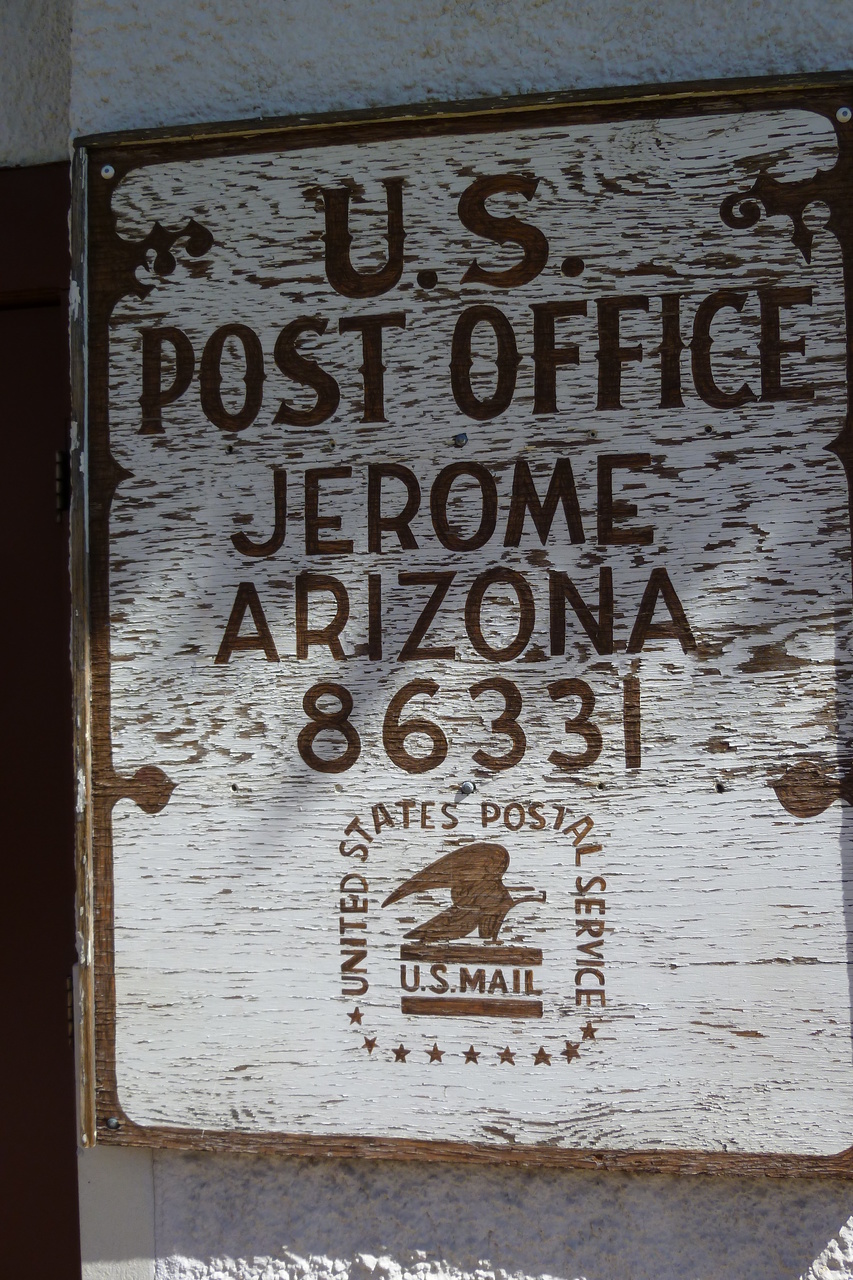 U.S.
POST OFFICE
JEROME
ARIZONA
86331
UNITED STATES POSTAL SERVICE
U.S.MAIL